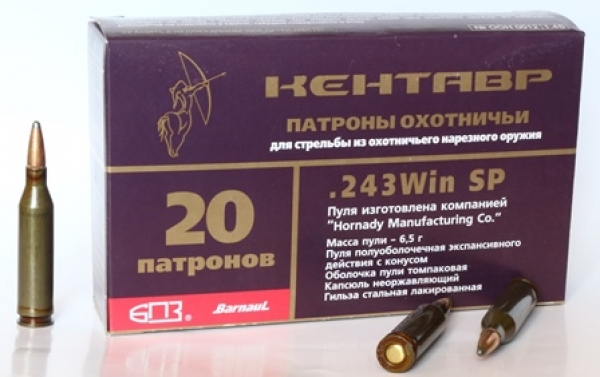 КЕНТАВР
ПАТРОНЫ ОХОТНИЧЬИ
для стрельбы из охотничьего нарезного оружия
20
патронов
.243Win SP
Пуля изготовлена компанией
"Hornady Manufacturing Co."
Масса пули - 6,5 г
Пуля полуоболочечная экспансивного
действия с конусом
Оболочка пули томпаковая
Капсюль неоржавляющий
Гильза стальная лакированная
БПЗ®
BarnauL